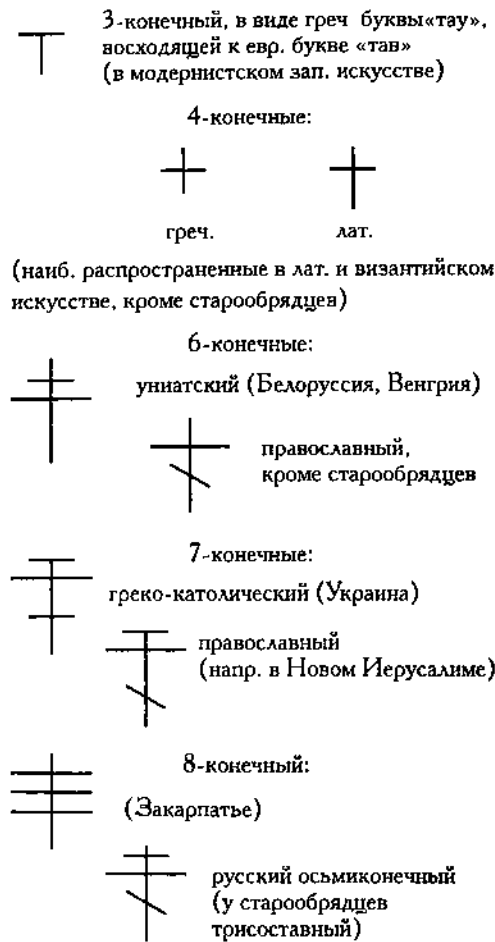 3-конечный, в виде греч буквы«тау»,
восходящей к евр. букве «тав»
(в модернистском зап. искусстве)
4-конечные:
греч.
лат.
(наиб. распространенные в лат. и византийском
искусстве, кроме старообрядцев)
6-конечные:
униатский (Белоруссия, Венгрия)
православный,
кроме старообрядцев
7-конечные:
греко-католический (Украина)
православный
(напр. в Новом Иерусалиме)
8-конечный:
(Закарпатье)
русский осьмиконечный
(у старообрядцев
трисоставный)